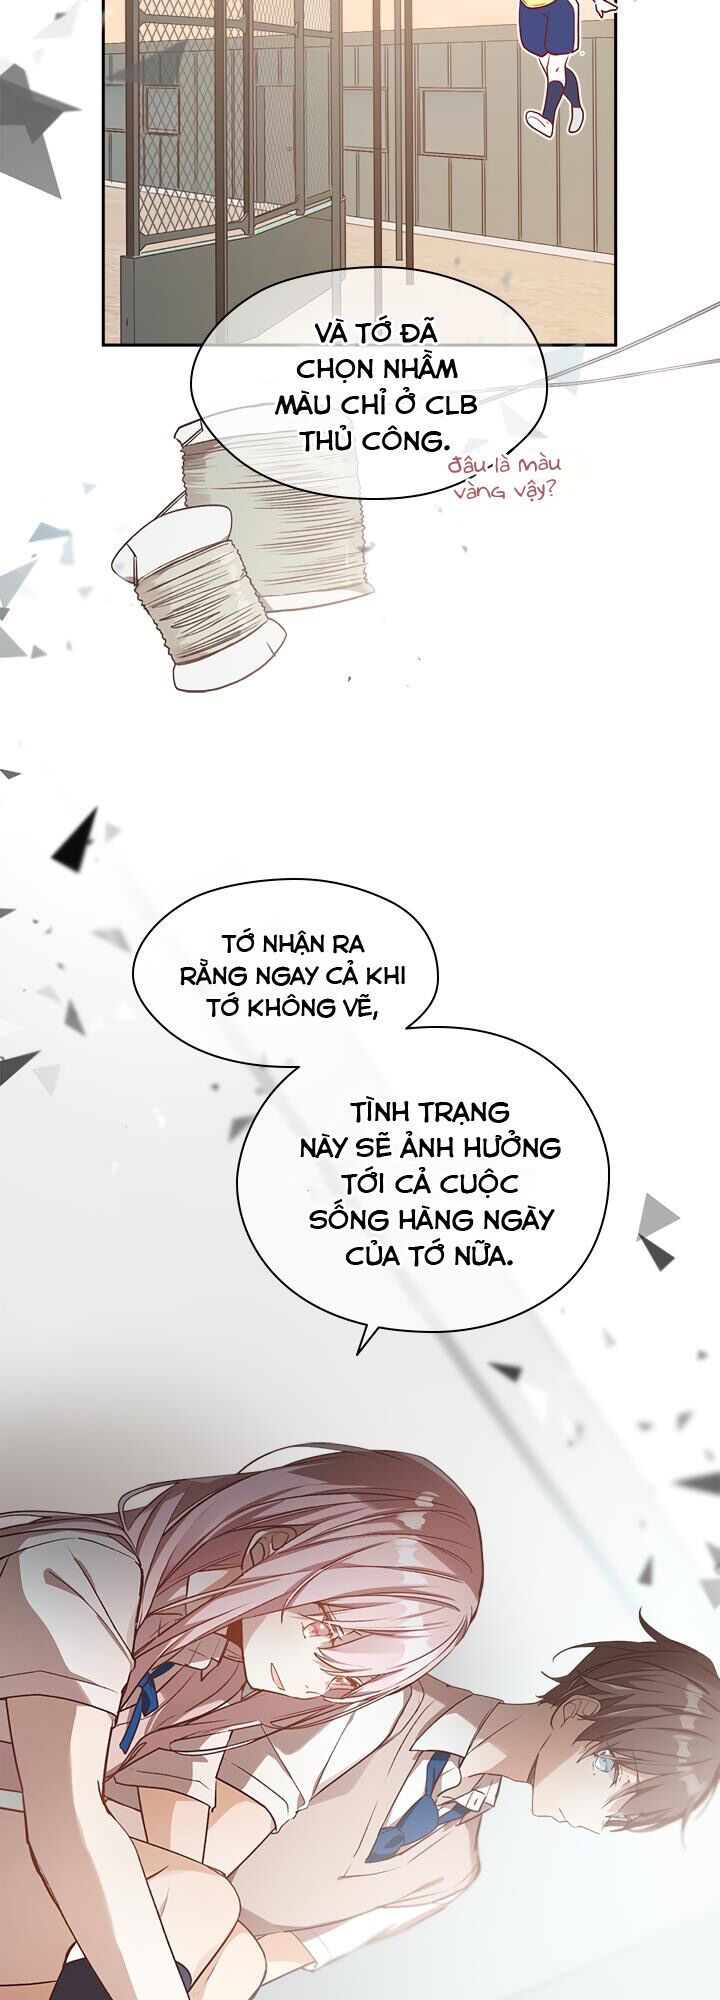 VÀ TỚ ĐÃ
CHỌN NHẦM
MÀU CHỈ Ở CLB
THỦ CÔNG.
đâu là màu
vàng vậy?
TỚ NHẬN RA
RẰNG NGAY CẢ KHI
TỚ KHÔNG VẼ,
TÌNH TRẠNG
NÀY SẼ ẢNH HƯỞNG
TỚI CẢ CUỘC
SỐNG HÀNG NGÀY
CỦA TỚ NỮA.